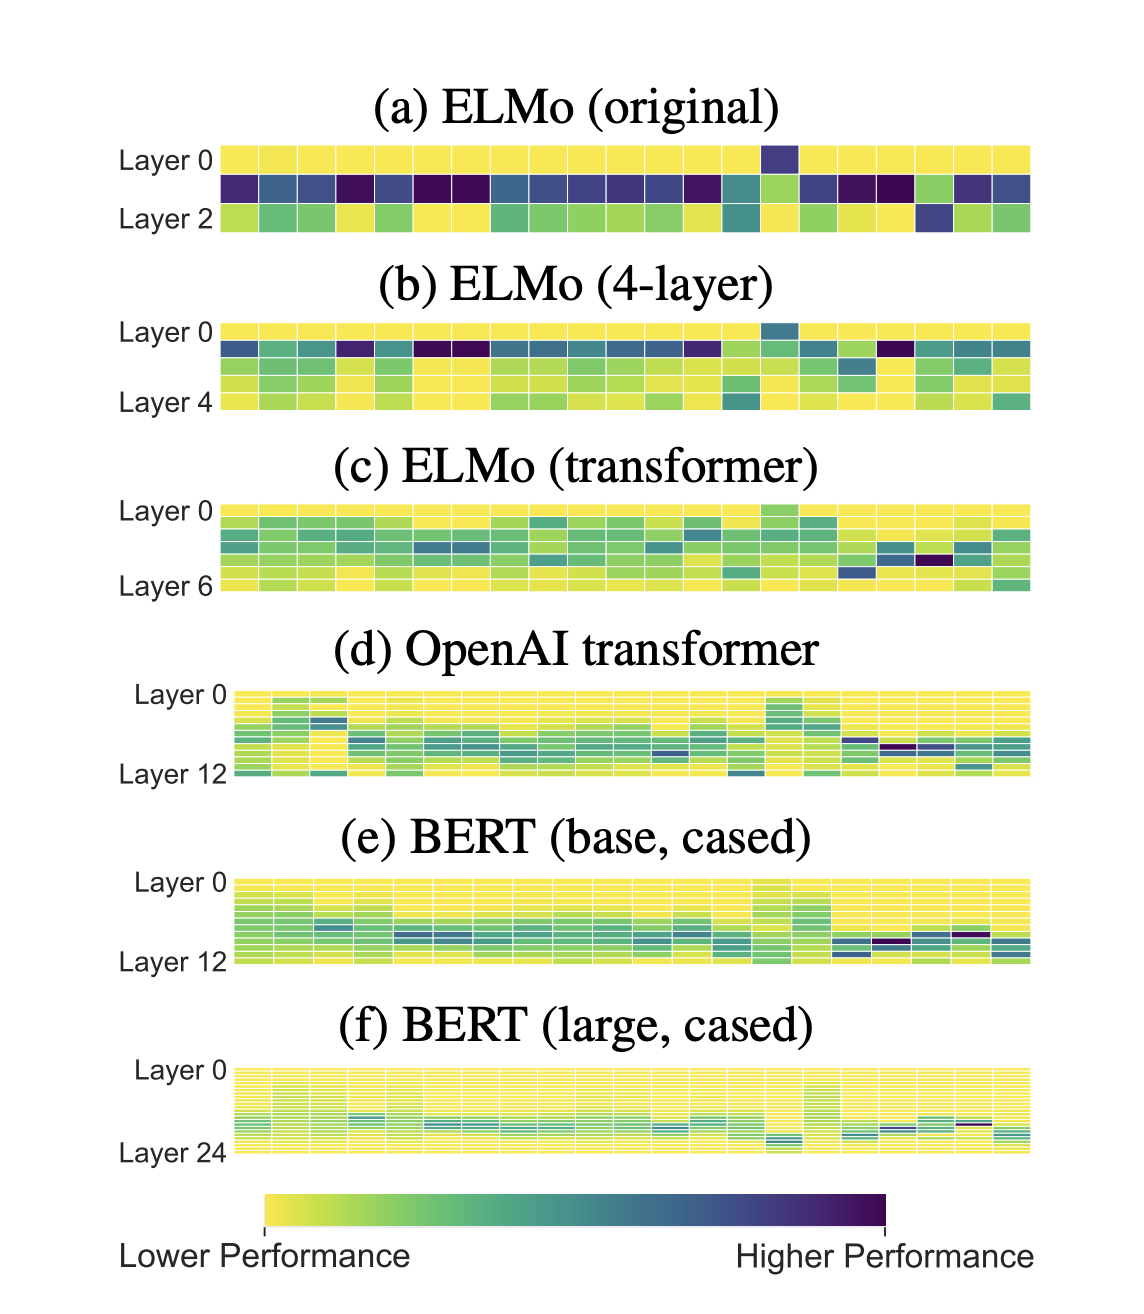 (a) ELMo (original)
Layer 0
Layer 2
(b) ELMo (4-layer)
Layer 0
Layer 4
(c) ELMo (transformer)
Layer 0
Layer 6
(d) OpenAI transformer
Layer 0
Layer 12
(e) BERT (base, cased)
Layer 0
Layer 12
(f) BERT (large, cased)
Layer 0
Layer 24
Lower Performance
Higher Performance